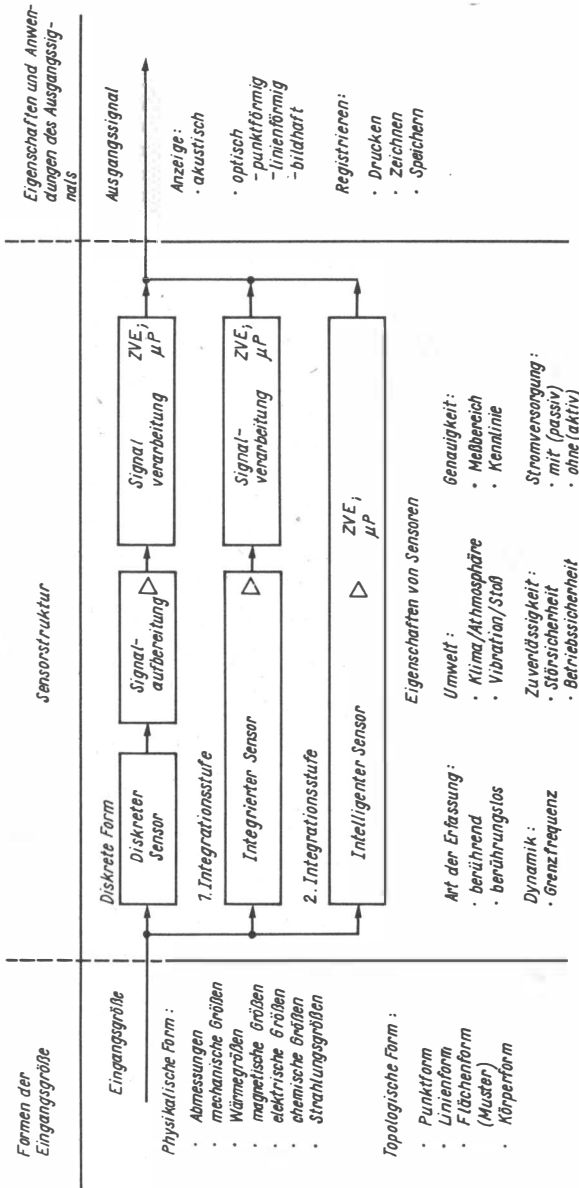 Formen der
Eingangsgröße
Sensorstruktur
Eigenschaften und Anwen-
dungen des Ausgangssig-
nals
Eingangsgröße
Physikalische Form :
· Abmessungen
· mechanische Größen
· Wärmegrößen
· magnetische Größen
· elektrische Größen
· chemische Größen
· Strahlungsgrößen
Topologische Form :
· Punktform
· Linienform
· Flächenform
(Muster)
· Körperform
Diskrete Form
Diskreter
Sensor
Signal-
aufbereitung
Signal
verarbeitung
ZVE;
µP
1. Integrationsstufe
Integrierter Sensor
Signal-
verarbeitung
ZVE;
µP
2. Integrationsstufe
Intelligenter Sensor
ZVE;
µP
Eigenschaften von Sensoren
Art der Erfassung :
· berührend
· berührungslos
Dynamik :
· Grenzfrequenz
Umwelt :
· Klima/Athmosphäre
· Vibration/Stoß
Zuverlässigkeit :
· Störsicherheit
· Betriebssicherheit
Genauigkeit :
· Meßbereich
· Kennlinie
Stromversorgung :
· mit (passiv)
· ohne (aktiv)
Ausgangssignal
Anzeige :
· akustisch
· optisch
- punktförmig
- linienförmig
- bildhaft
Registrieren :
· Drucken
· Zeichnen
· Speichern